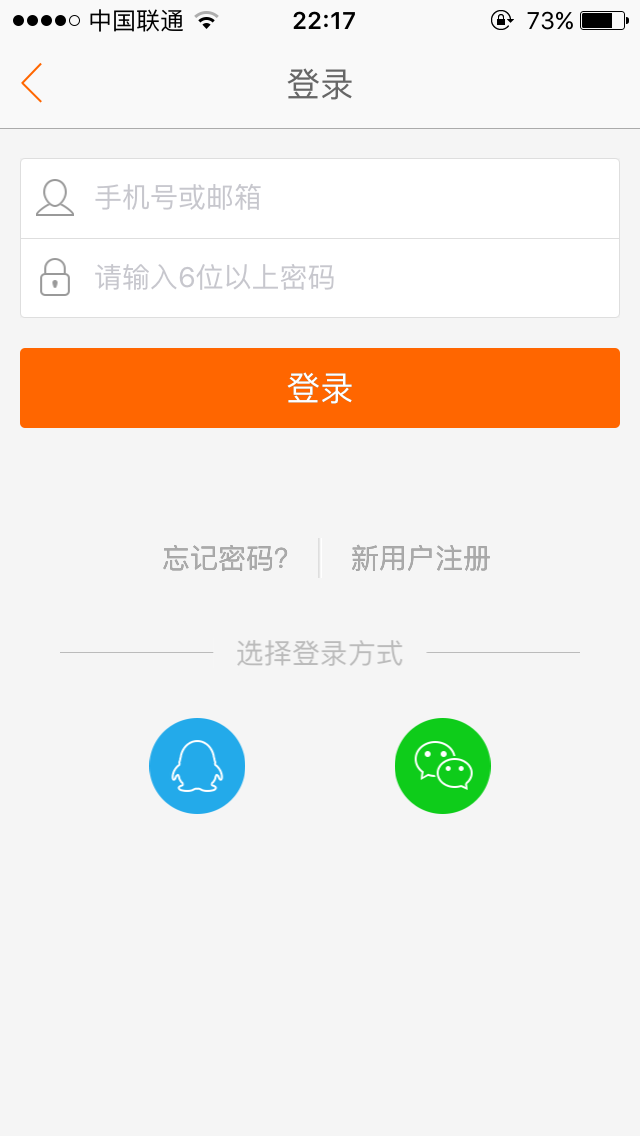 中国联通 22:17 73%
登录
手机号或邮箱
请输入6位以上密码
登录
忘记密码? 新用户注册
选择登录方式